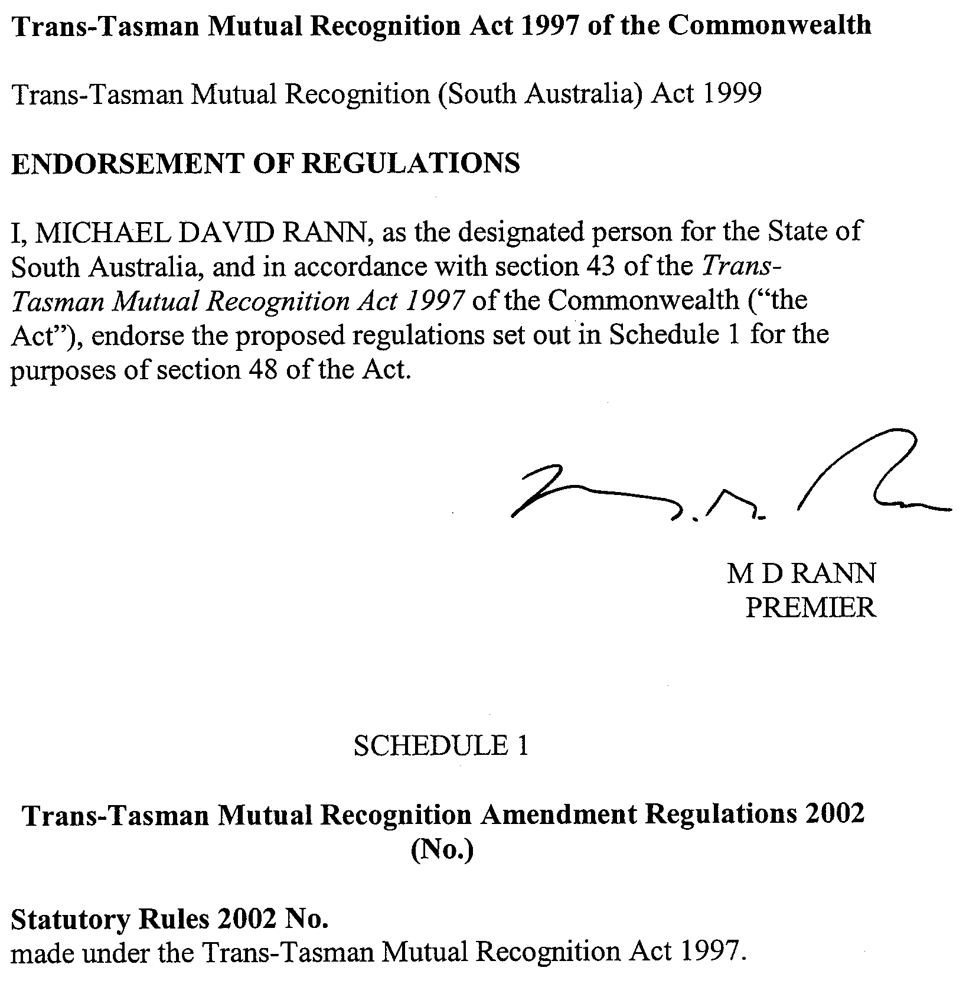 Trans-Tasman Mutual Recognition Act 1997 of the Commonwealth
Trans-Tasman Mutual Recognition (South Australia) Act 1999
ENDORSEMENT OF REGULATIONS
I, MICHAEL DAVID RANN, as the designated person for the State of
South Australia, and in accordance with section 43 of the Trans-
Tasman Mutual Recognition Act 1997 of the Commonwealth (“the
Act”), endorse the proposed regulations set out in Schedule 1 for the
purposes of section 48 of the Act.
M D RANN
PREMIER
SCHEDULE 1
Trans-Tasman Mutual Recognition Amendment Regulations 2002
(No.)
Statutory Rules 2002 No.
made under the Trans-Tasman Mutual Recognition Act 1997.